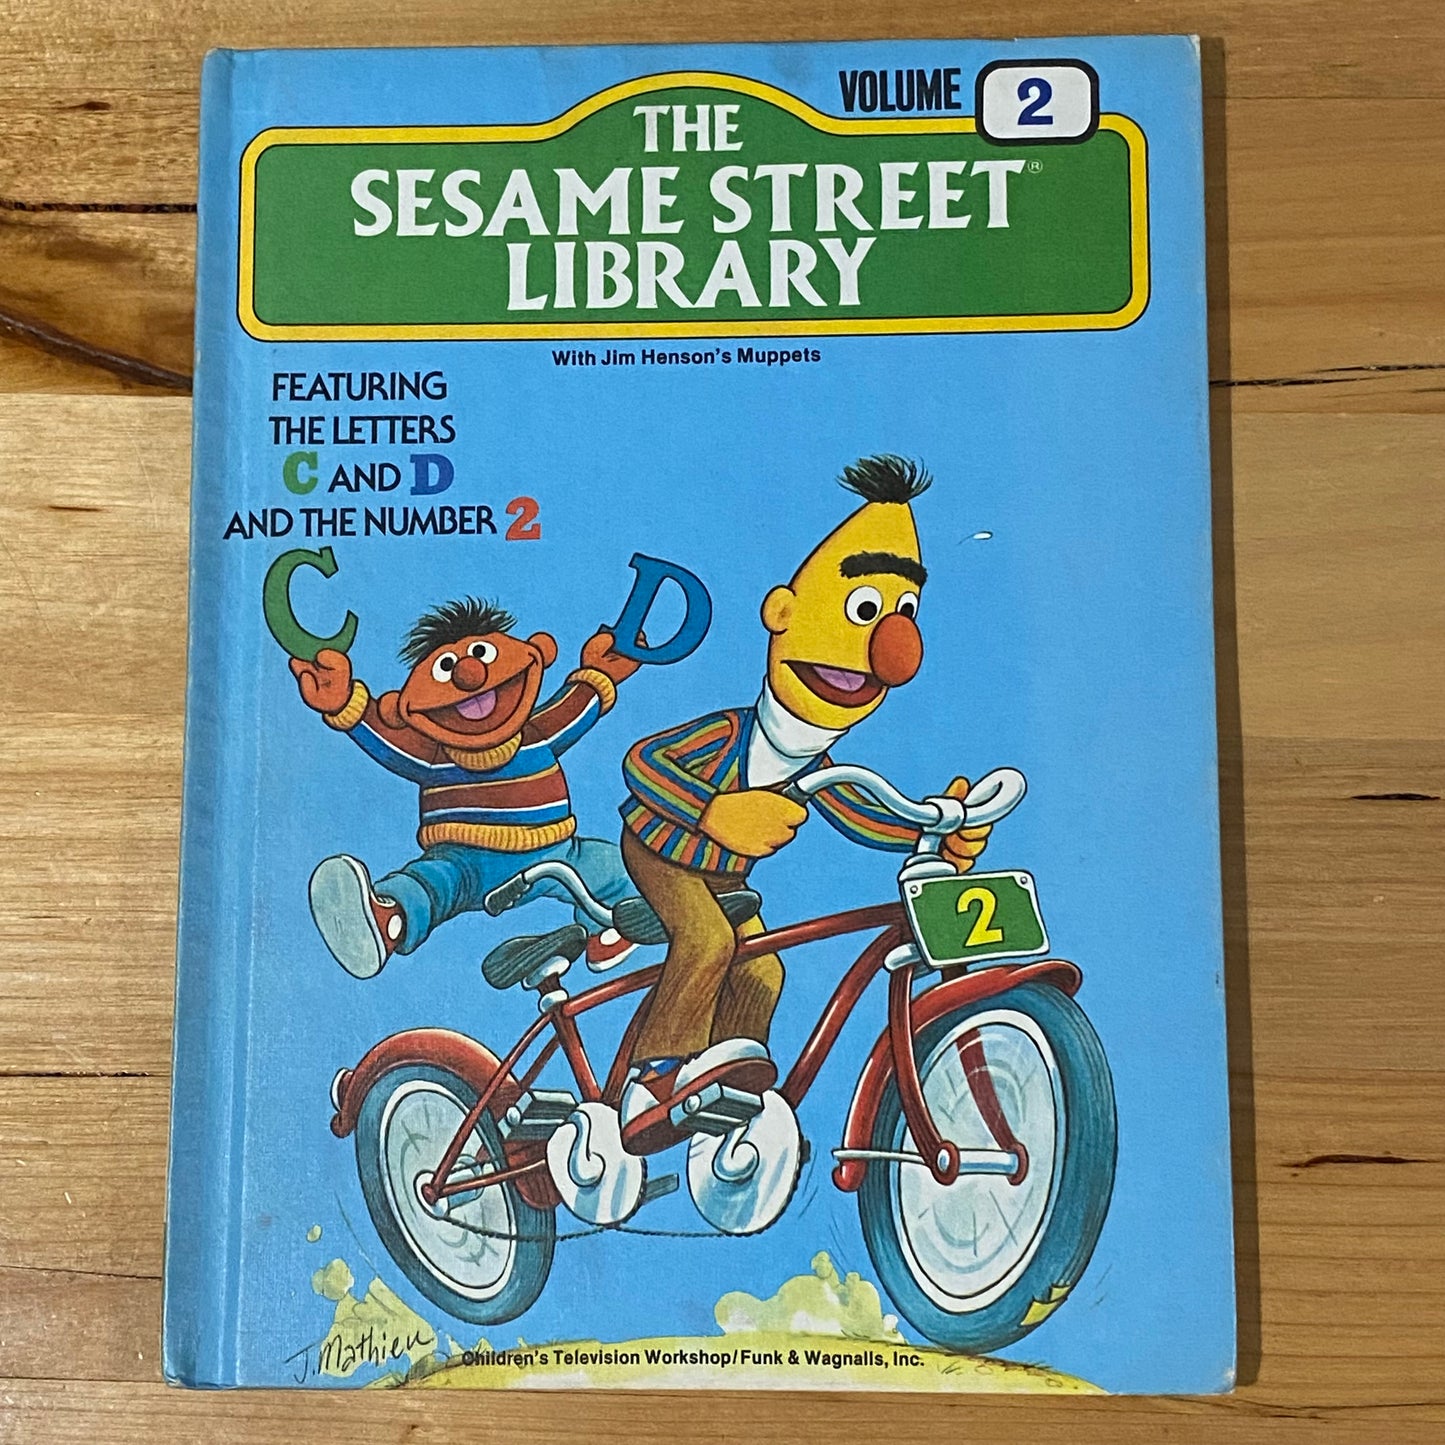 VOLUME 2
THE
SESAME STREET®
LIBRARY
With Jim Henson's Muppets
FEATURING
THE LETTERS
C AND D
AND THE NUMBER 2
C D
2
J. Mathieu
Children's Television Workshop/Funk & Wagnalls, Inc.